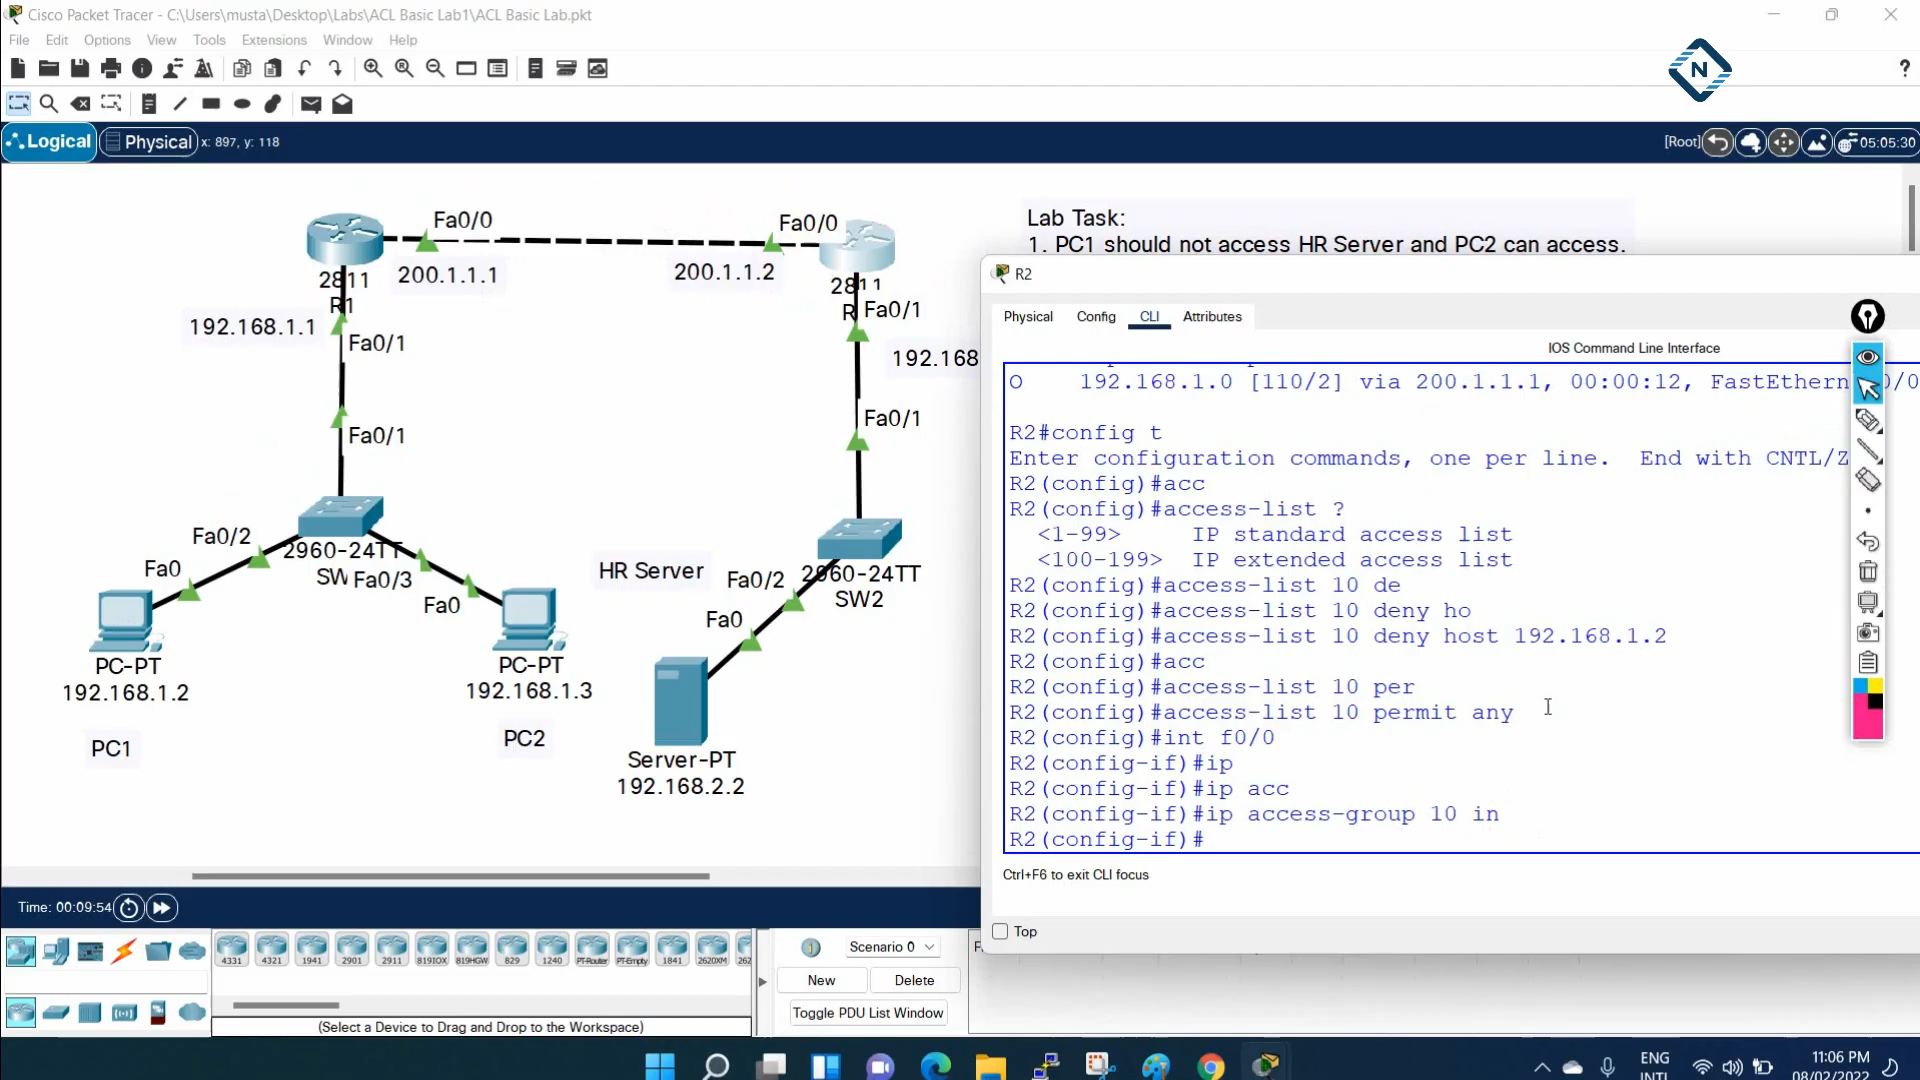 Cisco Packet Tracer - C:\Users\musta\Desktop\Labs\ACL Basic Lab1\ACL Basic Lab.pkt
File Edit Options View Tools Extensions Window Help
N
?
Logical Physical x: 897, y: 118
[Root] 05:05:30
Fa0/0
Fa0/0
2811
R1
200.1.1.1
200.1.1.2
2811
R
Fa0/1
192.168.1.1
Fa0/1
192.168
Fa0/1
Fa0/1
Fa0/2
2960-24TT
SW
Fa0/3
Fa0
Fa0
HR Server
Fa0/2
2960-24TT
SW2
Fa0
PC-PT
192.168.1.2
PC1
PC-PT
192.168.1.3
PC2
Server-PT
192.168.2.2
Lab Task:
1. PC1 should not access HR Server and PC2 can access.
R2
Physical Config CLI Attributes
IOS Command Line Interface
O 192.168.1.0 [110/2] via 200.1.1.1, 00:00:12, FastEthern 0/0
R2#config t
Enter configuration commands, one per line. End with CNTL/Z
R2(config)#acc
R2(config)#access-list ?
<1-99> IP standard access list
<100-199> IP extended access list
R2(config)#access-list 10 de
R2(config)#access-list 10 deny ho
R2(config)#access-list 10 deny host 192.168.1.2
R2(config)#acc
R2(config)#access-list 10 per
R2(config)#access-list 10 permit any
R2(config)#int f0/0
R2(config-if)#ip
R2(config-if)#ip acc
R2(config-if)#ip access-group 10 in
R2(config-if)#
Ctrl+F6 to exit CLI focus
Top
Time: 00:09:54
4331 4321 1941 2901 2911 819IOX 819HGW 829 1240 PT-Router PT-Empty 1841 2620XM 262
(Select a Device to Drag and Drop to the Workspace)
Scenario 0
New Delete
Toggle PDU List Window
F
ENG
INTL
11:06 PM
08/02/2022